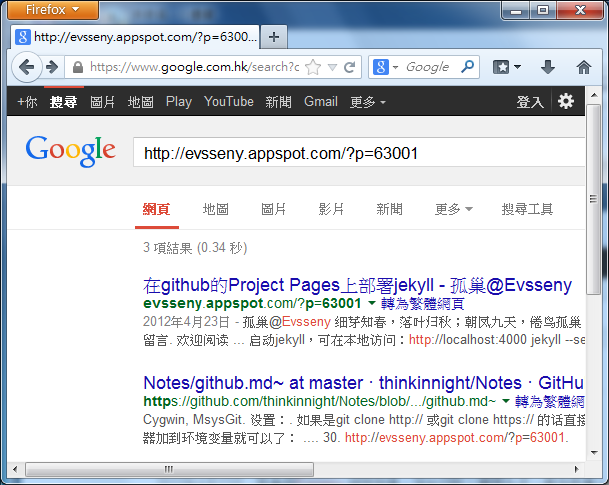 Firefox
http://evsseny.appspot.com/?p=6300...
https://www.google.com.hk/search?c
Google
+你 搜尋 圖片 地圖 Play YouTube 新聞 Gmail 更多 登入
Google
http://evsseny.appspot.com/?p=63001
網頁 地圖 圖片 影片 新聞 更多 搜尋工具
3 項結果 (0.34 秒)
在github的Project Pages上部署jekyll - 孤巢@Evsseny
evsseny.appspot.com/?p=63001 轉為繁體網頁
2012年4月23日 - 孤巢@Evsseny 细芽知春，落叶归秋；朝凤九天，倦鸟孤巢
留言. 欢迎阅读 ... 启动jekyll，可在本地访问：http://localhost:4000 jekyll --se
Notes/github.md~ at master · thinkinnight/Notes · GitHu
https://github.com/thinkinnight/Notes/blob/.../github.md~ 轉為繁體網
Cygwin, MsysGit. 设置：. 如果是git clone http:// 或git clone https:// 的话直接
器加到环境变量就可以了： .... 30. http://evsseny.appspot.com/?p=63001.